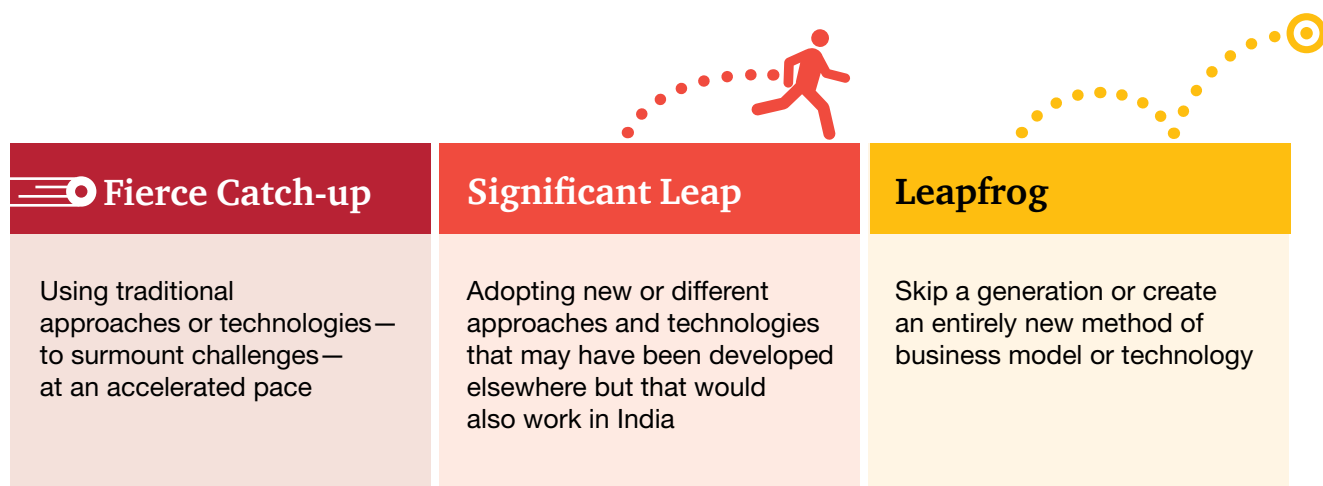 Fierce Catch-up
Using traditional
approaches or technologies—
to surmount challenges—
at an accelerated pace
Significant Leap
Adopting new or different
approaches and technologies
that may have been developed
elsewhere but that would
also work in India
Leapfrog
Skip a generation or create
an entirely new method of
business model or technology